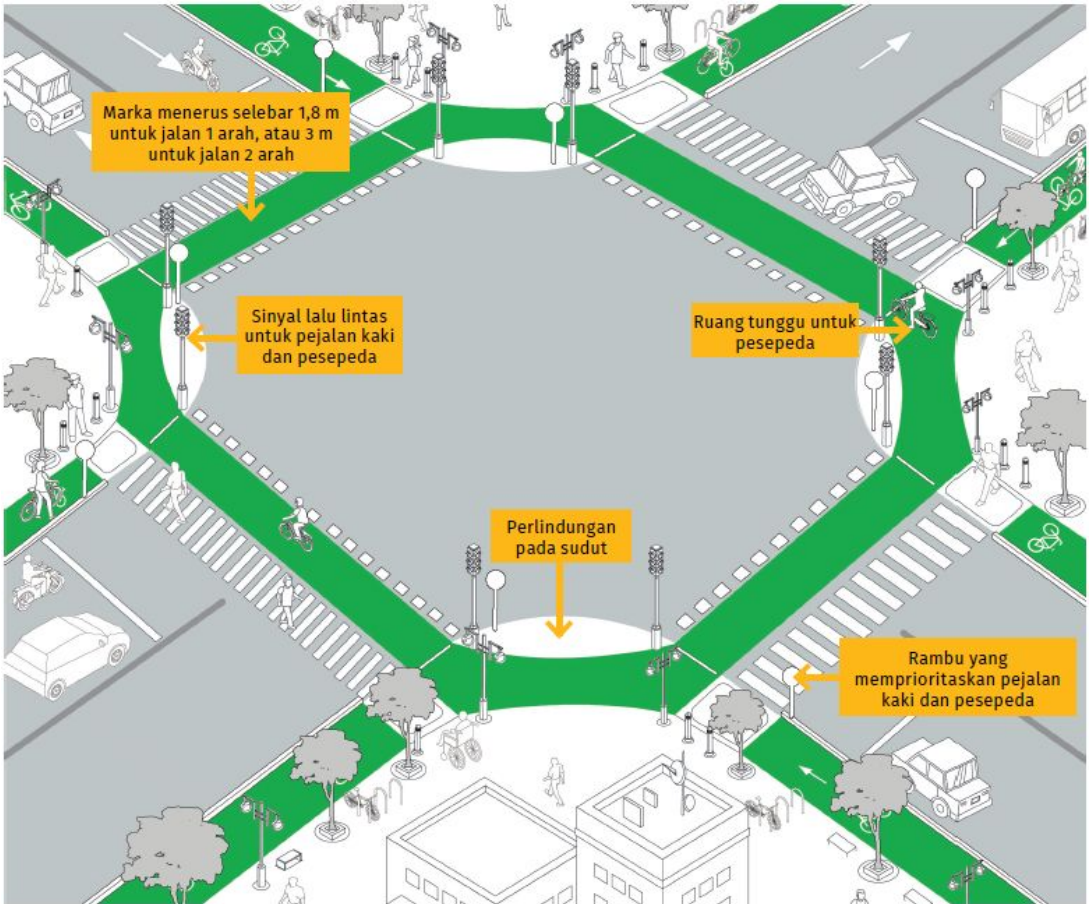 Marka menerus selebar 1,8 m
untuk jalan 1 arah, atau 3 m
untuk jalan 2 arah
Sinyal lalu lintas
untuk pejalan kaki
dan pesepeda
Ruang tunggu untuk
pesepeda
Perlindungan
pada sudut
Rambu yang
memprioritaskan pejalan
kaki dan pesepeda